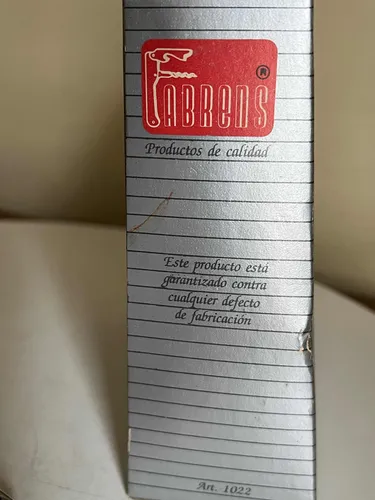 FABRENS ®
Productos de calidad
Este producto está
garantizado contra
cualquier defecto
de fabricación
Art. 1022